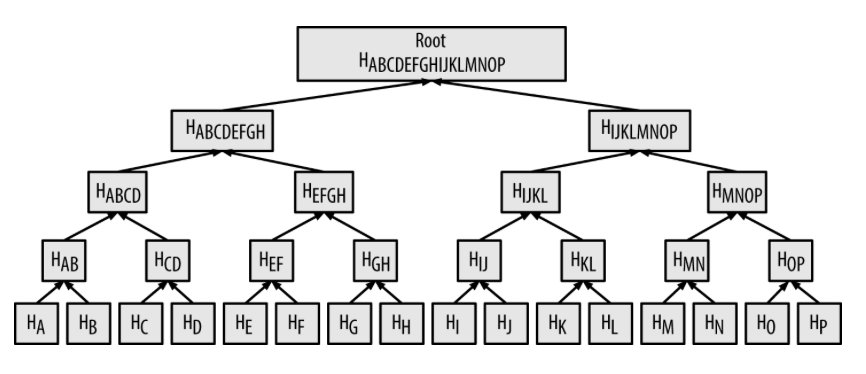 Root
HABCDEFGHIJKLMNOP
HABCDEFGH HIJKLMNOP
HABCD HEFGH HIJKL HMNOP
HAB HCD HEF HGH HIJ HKL HMN HOP
HA HB HC HD HE HF HG HH HI HJ HK HL HM HN HO HP